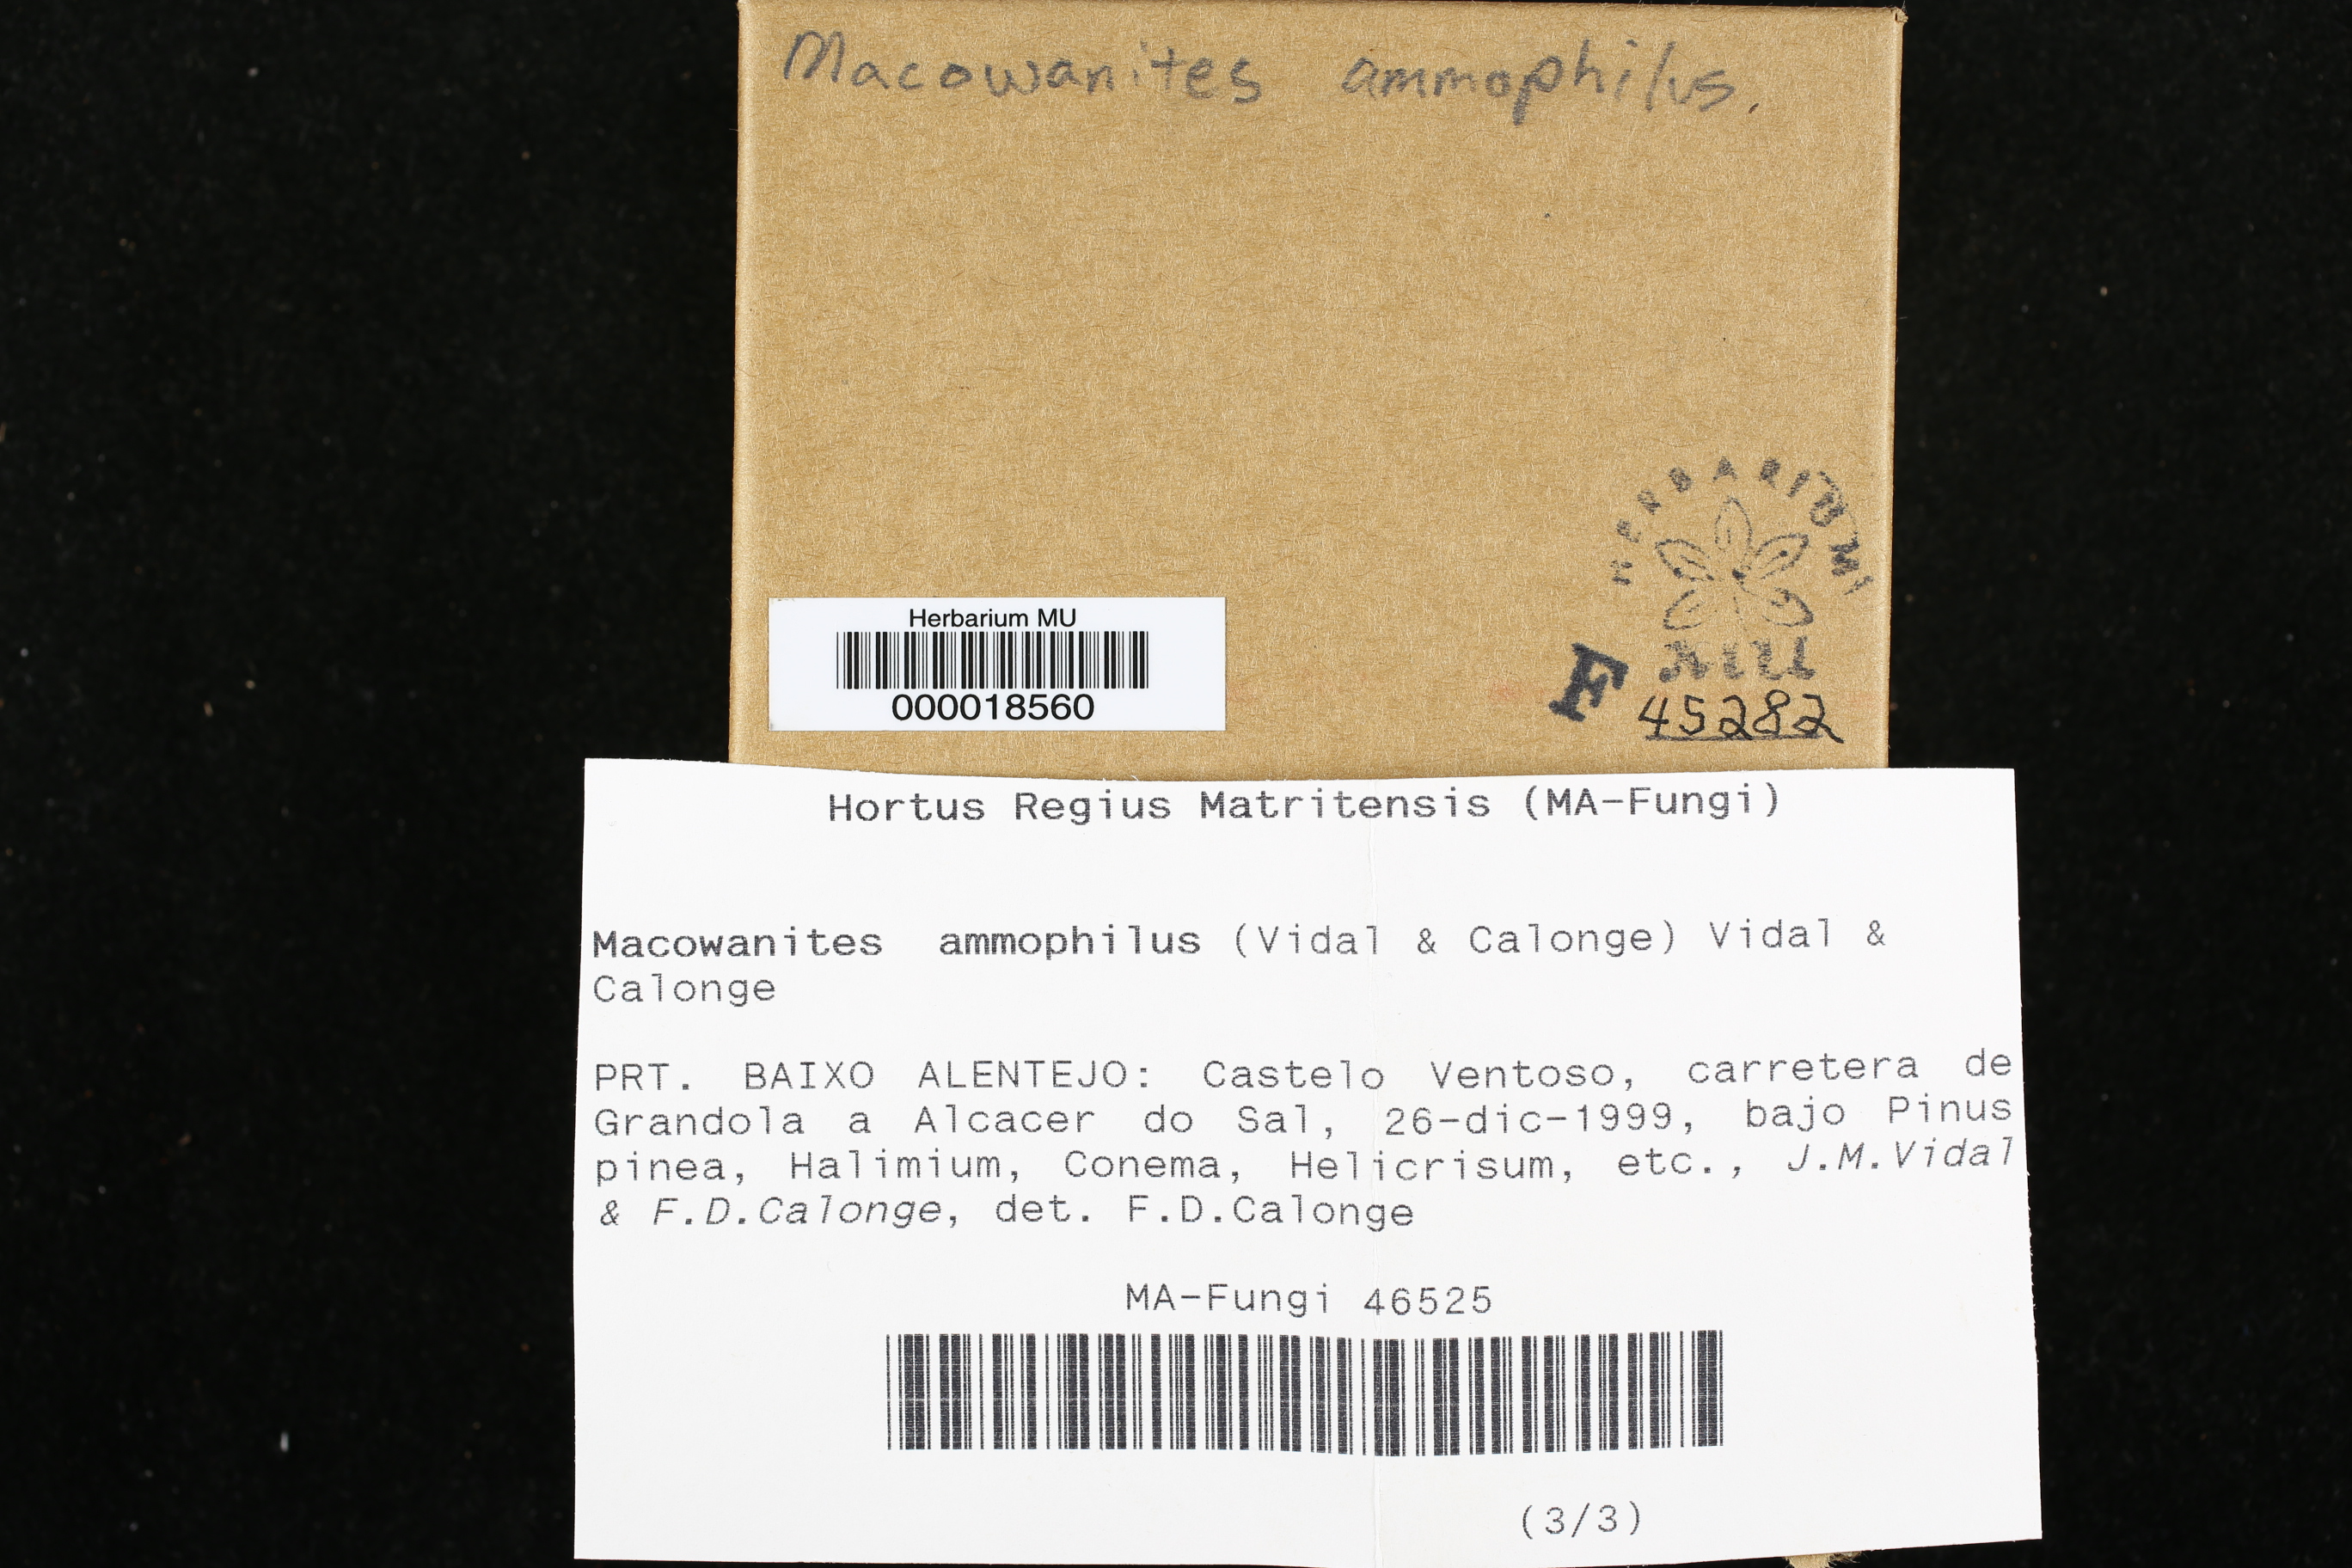 Macowanites ammophilus.
HERBARIUM
MU
F 45282
Herbarium MU
000018560
Hortus Regius Matritensis (MA-Fungi)
Macowanites ammophilus (Vidal & Calonge) Vidal &
Calonge
PRT. BAIXO ALENTEJO: Castelo Ventoso, carretera de
Grandola a Alcacer do Sal, 26-dic-1999, bajo Pinus
pinea, Halimium, Conema, Helicrisum, etc., J.M.Vidal
& F.D.Calonge, det. F.D.Calonge
MA-Fungi 46525
(3/3)